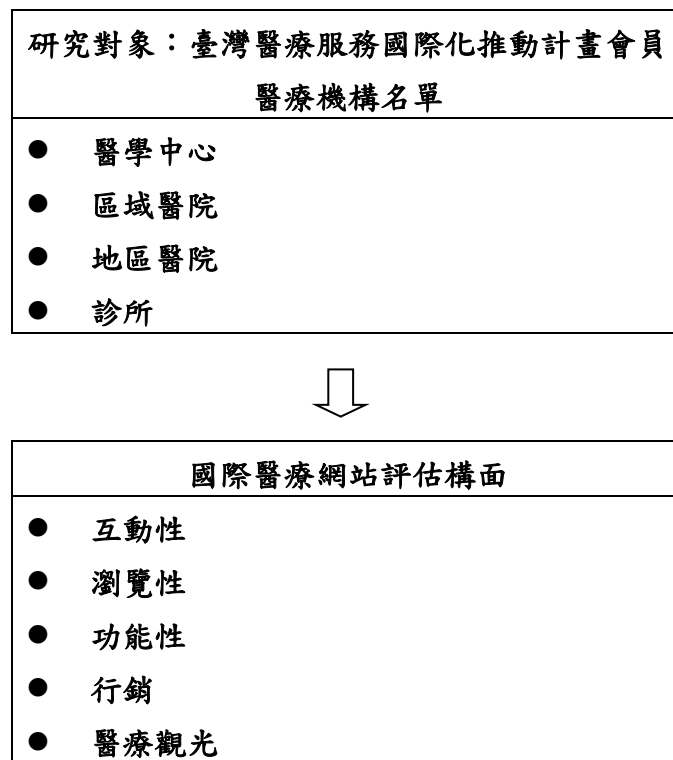 研究對象：臺灣醫療服務國際化推動計畫會員
醫療機構名單
● 醫學中心
● 區域醫院
● 地區醫院
● 診所
國際醫療網站評估構面
● 互動性
● 瀏覽性
● 功能性
● 行銷
● 醫療觀光